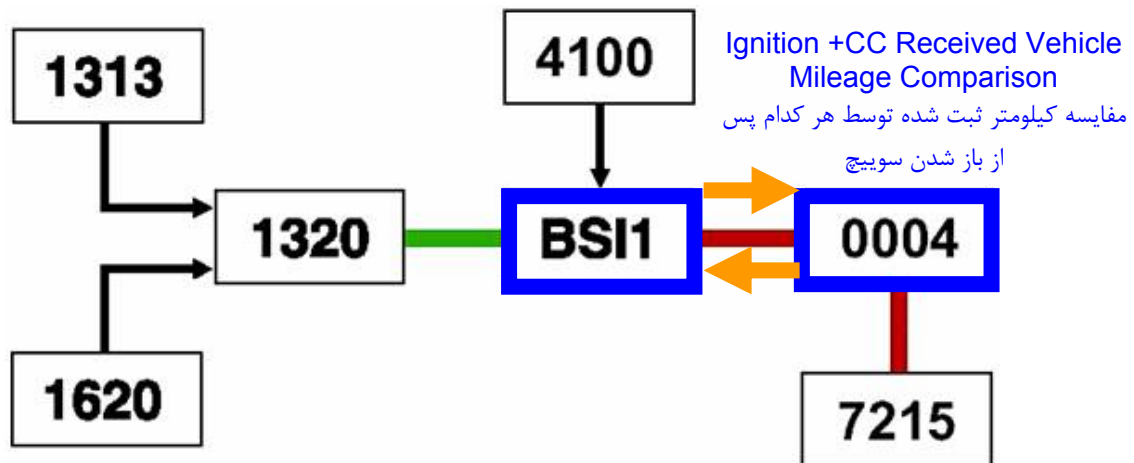 1313
4100
Ignition +CC Received Vehicle
Mileage Comparison
مفایسه کیلومتر ثبت شده توسط هر کدام پس
از باز شدن سوییچ
1320
BSI1
0004
1620
7215